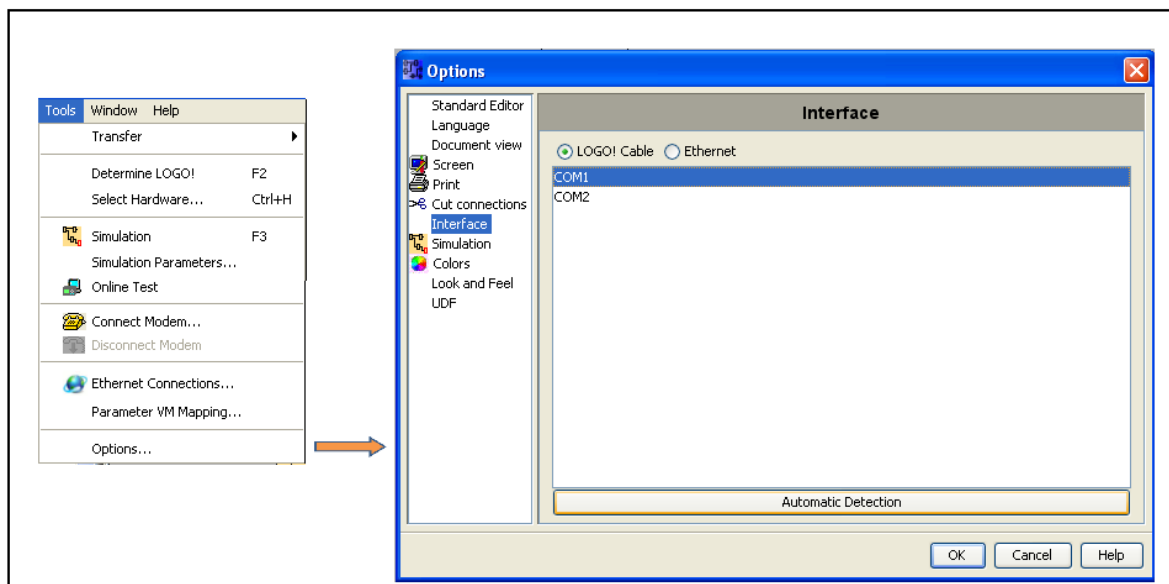 Tools Window Help
Transfer
Determine LOGO! F2
Select Hardware... Ctrl+H
Simulation F3
Simulation Parameters...
Online Test
Connect Modem...
Disconnect Modem
Ethernet Connections...
Parameter VM Mapping...
Options...
Options
Standard Editor
Language
Document view
Screen
Print
Cut connections
Interface
Simulation
Colors
Look and Feel
UDF
Interface
LOGO! Cable Ethernet
COM1
COM2
Automatic Detection
OK Cancel Help